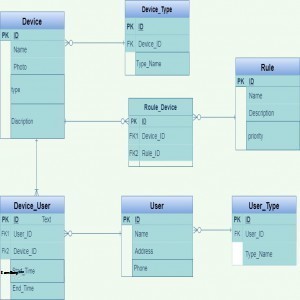 Device
PK ID
Name
Photo
type
Discription
Device_Type
PK ID
FK Device_ID
Type_Name
Roule_Device
PK ID
FK1 Device_ID
FK2 Rule_ID
Rule
PK ID
Name
Description
priority
Device_User
PK ID Text
FK1 User_ID
FK2 Device_ID
End_Time
User
PK ID
Name
Address
Phone
User_Type
PK ID
FK User_ID
Type_Name